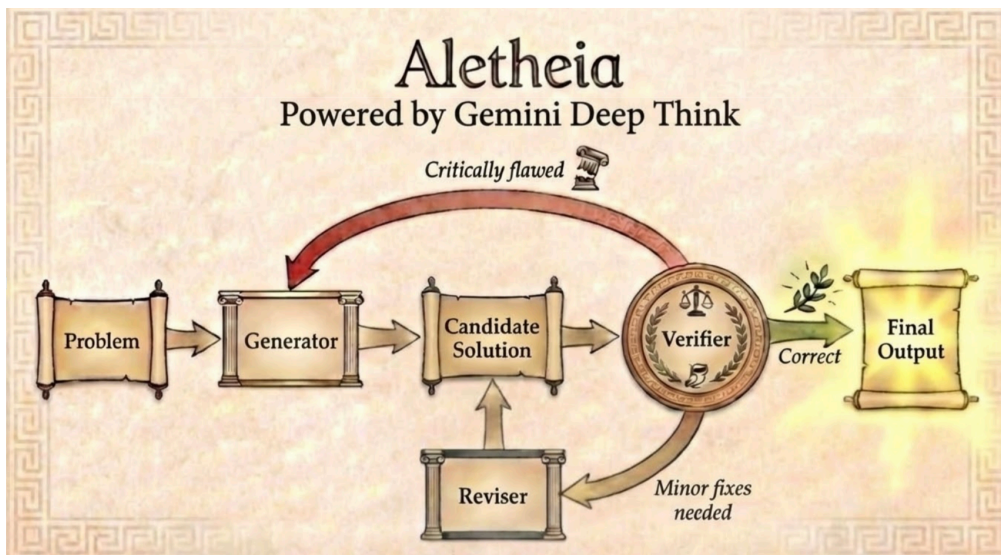 Aletheia
Powered by Gemini Deep Think
Critically flawed
Problem
Generator
Candidate
Solution
Verifier
Correct
Final
Output
Reviser
Minor fixes
needed